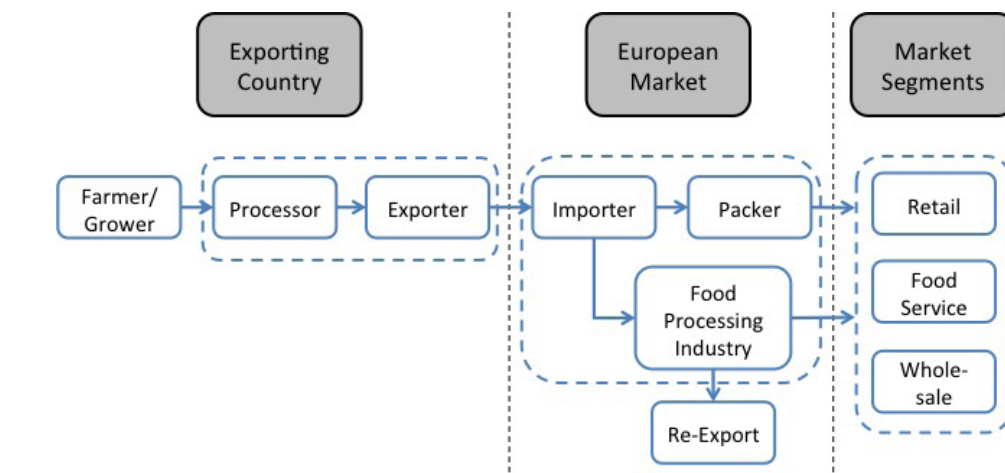 Exporting
Country
European
Market
Market
Segments
Farmer/
Grower
Processor
Exporter
Importer
Packer
Retail
Food
Processing
Industry
Food
Service
Whole-
sale
Re-Export